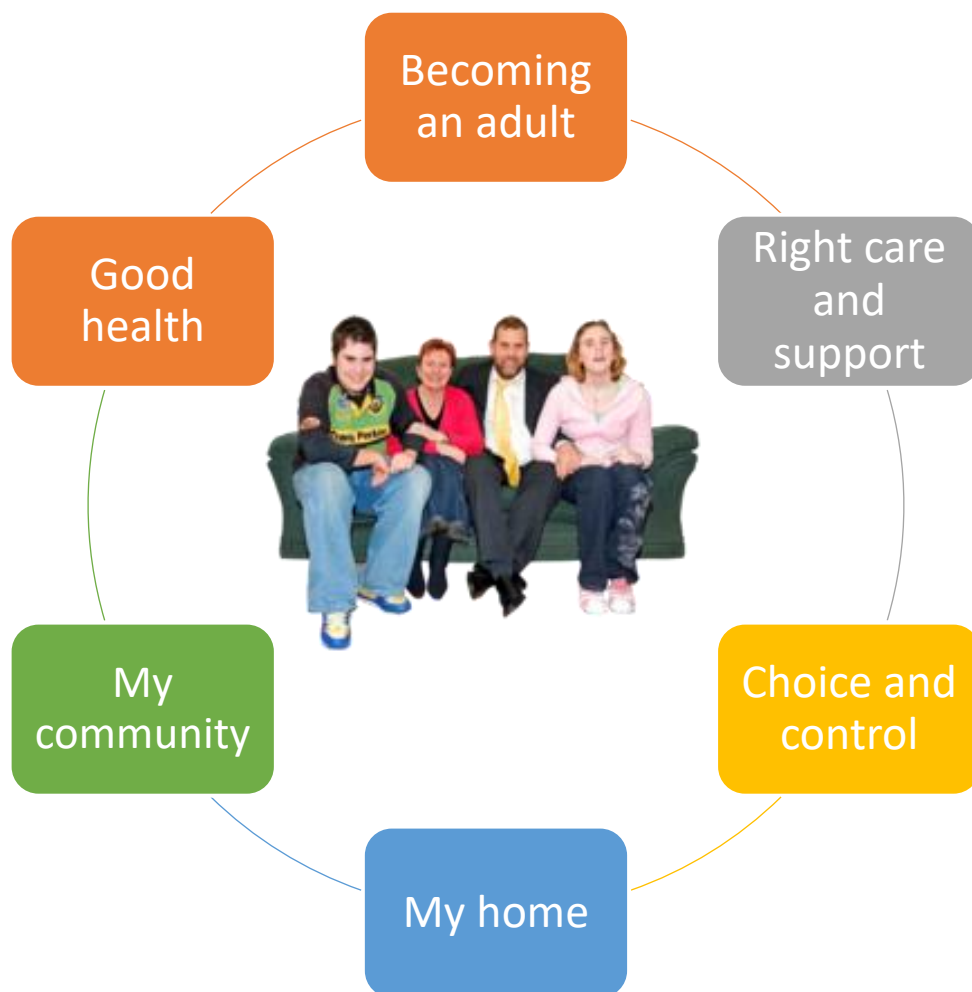 Becoming
an adult
Right care
and
support
Choice and
control
My home
My
community
Good
health